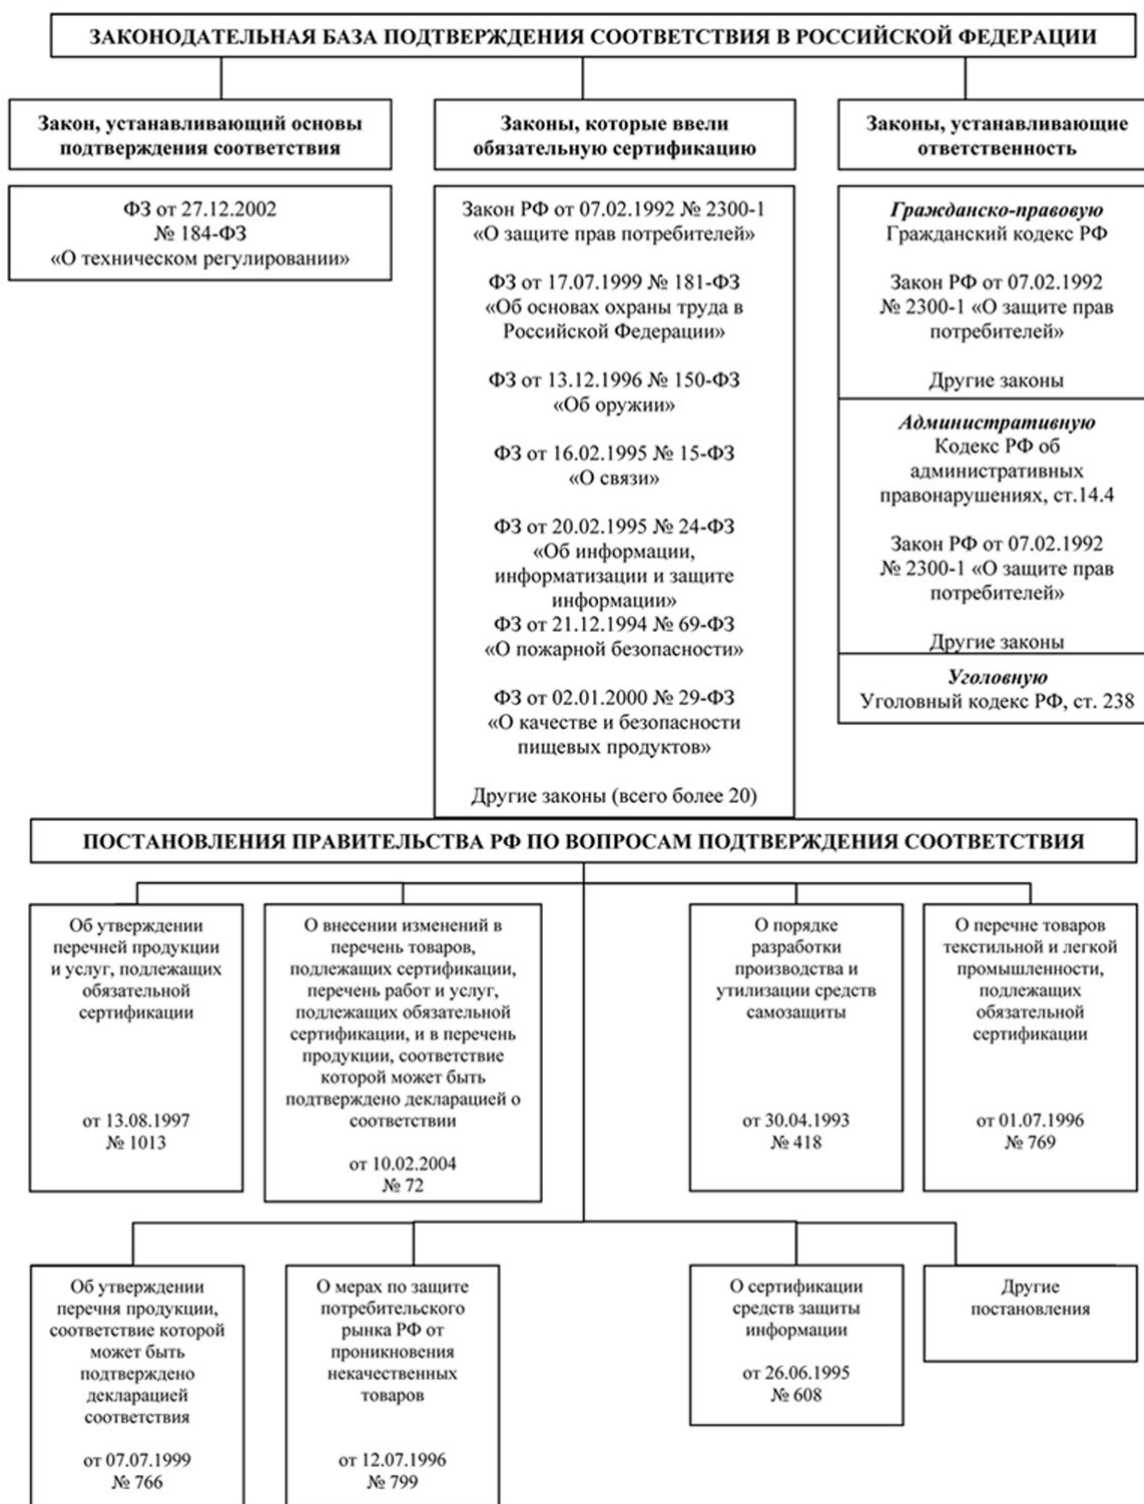 ЗАКОНОДАТЕЛЬНАЯ БАЗА ПОДТВЕРЖДЕНИЯ СООТВЕТСТВИЯ В РОССИЙСКОЙ ФЕДЕРАЦИИ
Закон, устанавливающий основы
подтверждения соответствия
ФЗ от 27.12.2002
№ 184-ФЗ
«О техническом регулировании»
Законы, которые ввели
обязательную сертификацию
Закон РФ от 07.02.1992 № 2300-1
«О защите прав потребителей»
ФЗ от 17.07.1999 № 181-ФЗ
«Об основах охраны труда в
Российской Федерации»
ФЗ от 13.12.1996 № 150-ФЗ
«Об оружии»
ФЗ от 16.02.1995 № 15-ФЗ
«О связи»
ФЗ от 20.02.1995 № 24-ФЗ
«Об информации,
информатизации и защите
информации»
ФЗ от 21.12.1994 № 69-ФЗ
«О пожарной безопасности»
ФЗ от 02.01.2000 № 29-ФЗ
«О качестве и безопасности
пищевых продуктов»
Другие законы (всего более 20)
Законы, устанавливающие
ответственность
Гражданско-правовую
Гражданский кодекс РФ
Закон РФ от 07.02.1992
№ 2300-1 «О защите прав
потребителей»
Другие законы
Административную
Кодекс РФ об
административных
правонарушениях, ст.14.4
Закон РФ от 07.02.1992
№ 2300-1 «О защите прав
потребителей»
Другие законы
Уголовную
Уголовный кодекс РФ, ст. 238
ПОСТАНОВЛЕНИЯ ПРАВИТЕЛЬСТВА РФ ПО ВОПРОСАМ ПОДТВЕРЖДЕНИЯ СООТВЕТСТВИЯ
Об утверждении
перечней продукции
и услуг, подлежащих
обязательной
сертификации
от 13.08.1997
№ 1013
О внесении изменений в
перечень товаров,
подлежащих сертификации,
перечень работ и услуг,
подлежащих обязательной
сертификации, и в перечень
продукции, соответствие
которой может быть
подтверждено декларацией о
соответствии
от 10.02.2004
№ 72
О порядке
разработки
производства и
утилизации средств
самозащиты
от 30.04.1993
№ 418
О перечне товаров
текстильной и легкой
промышленности,
подлежащих
обязательной
сертификации
от 01.07.1996
№ 769
Об утверждении
перечня продукции,
соответствие которой
может быть
подтверждено
декларацией
соответствия
от 07.07.1999
№ 766
О мерах по защите
потребительского
рынка РФ от
проникновения
некачественных
товаров
от 12.07.1996
№ 799
О сертификации
средств защиты
информации
от 26.06.1995
№ 608
Другие
постановления